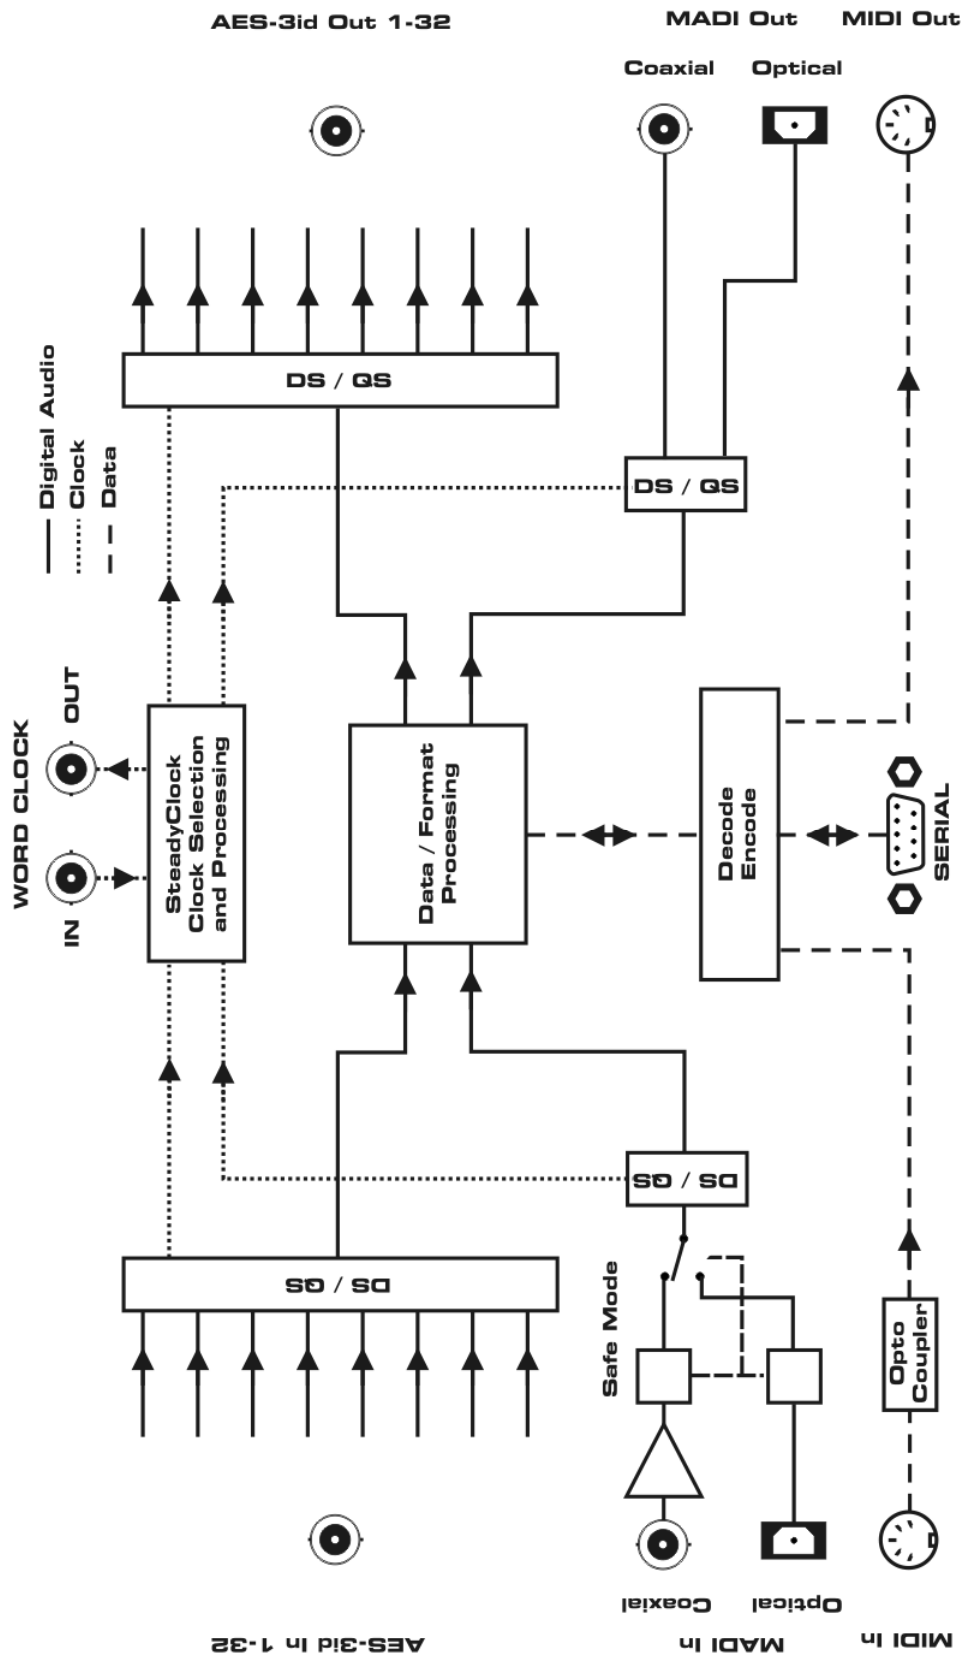 AES-3id Out 1-32
MADI Out
MIDI Out
Coaxial
Optical
DS / QS
Digital Audio
Clock
Data
DS / QS
WORD CLOCK
IN
OUT
SteadyClock
Clock Selection
and Processing
Data / Format
Processing
Decode
Encode
SERIAL
DS / QS
DS / QS
Safe Mode
Opto
Coupler
Coaxial
Optical
AES-3id In 1-32
MADI In
MIDI In